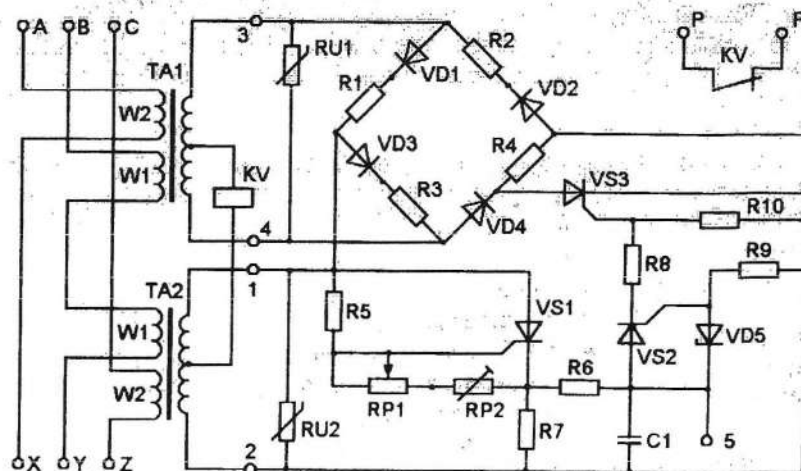 A B C
3
RU1
R2
P
P
KV
TA1
R1
VD1
VD2
W2
VD3
R4
W1
KV
R3
VD4
VS3
R10
4
1
R8
R9
TA2
R5
VS1
W1
VS2
VD5
R6
W2
RP1
RP2
RU2
R7
C1
5
X Y Z
2